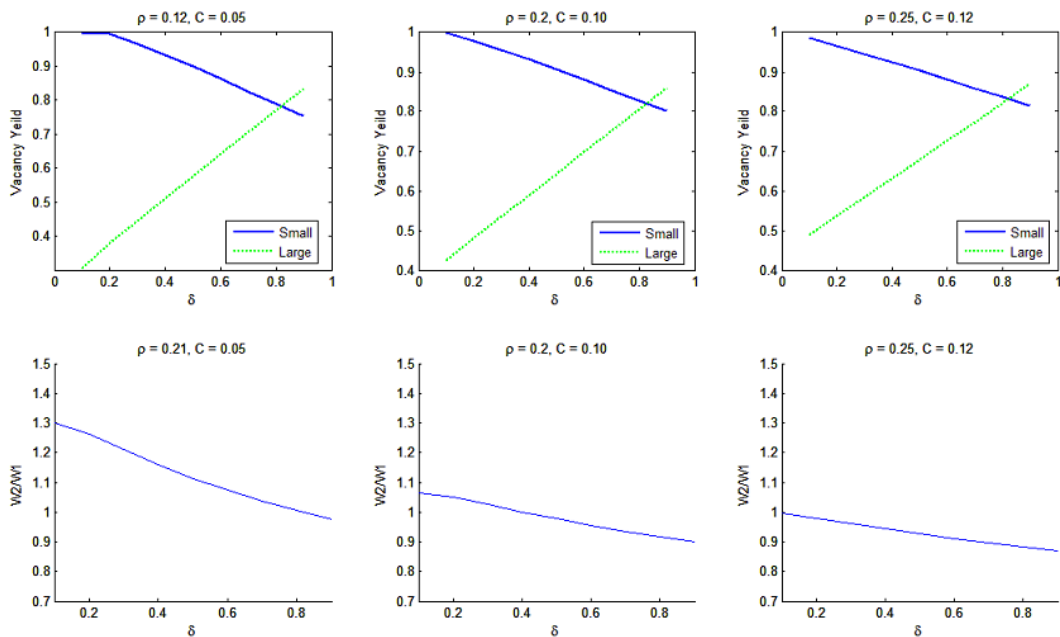 ρ = 0.12, C = 0.05
1
0.9
0.8
0.7
0.6
0.5
0.4
Vacancy Yeild
Small
Large
0 0.2 0.4 0.6 0.8 1
δ
ρ = 0.2, C = 0.10
1
0.9
0.8
0.7
0.6
0.5
0.4
Vacancy Yeild
Small
Large
0 0.2 0.4 0.6 0.8 1
δ
ρ = 0.25, C = 0.12
1
0.9
0.8
0.7
0.6
0.5
0.4
Vacancy Yeild
Small
Large
0 0.2 0.4 0.6 0.8 1
δ
ρ = 0.21, C = 0.05
1.5
1.4
1.3
1.2
1.1
1
0.9
0.8
0.7
W2/W1
0.2 0.4 0.6 0.8
δ
ρ = 0.2, C = 0.10
1.5
1.4
1.3
1.2
1.1
1
0.9
0.8
0.7
W2/W1
0.2 0.4 0.6 0.8
δ
ρ = 0.25, C = 0.12
1.5
1.4
1.3
1.2
1.1
1
0.9
0.8
0.7
W2/W1
0.2 0.4 0.6 0.8
δ